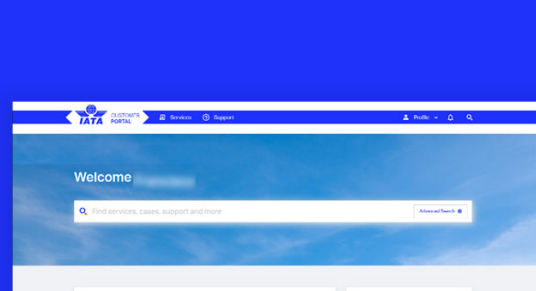 IATA
CUSTOMER
PORTAL
Services
Support
Profile
Welcome
Find services, cases, support and more
Advanced Search